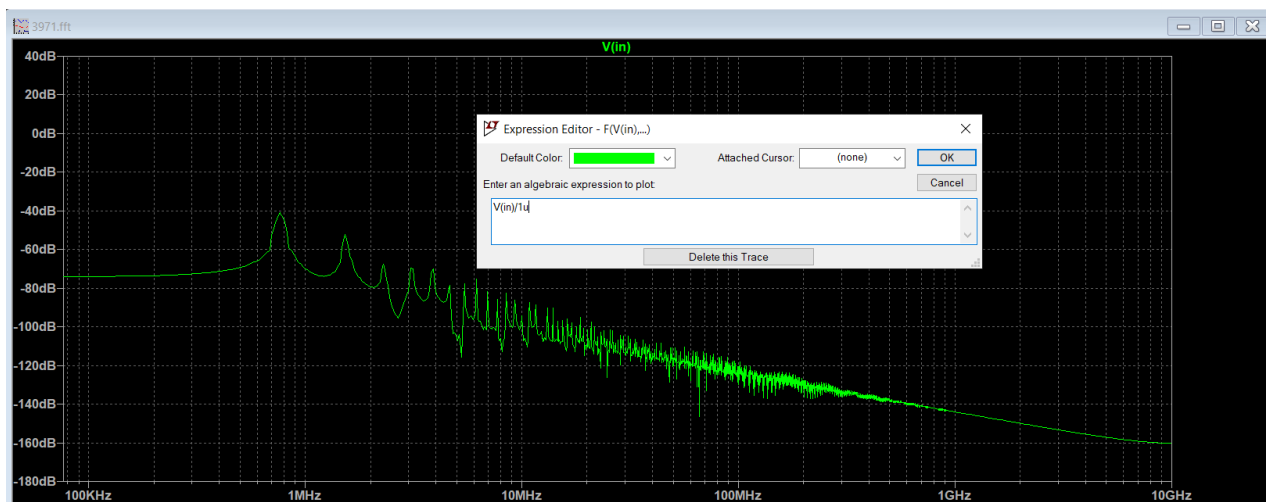 3971.fft
V(in)
40dB
20dB
0dB
-20dB
-40dB
-60dB
-80dB
-100dB
-120dB
-140dB
-160dB
-180dB
100KHz 1MHz 10MHz 100MHz 1GHz 10GHz
Expression Editor - F(V(in),...)
Default Color: Attached Cursor: (none) OK
Enter an algebraic expression to plot: Cancel
V(in)/1u
Delete this Trace